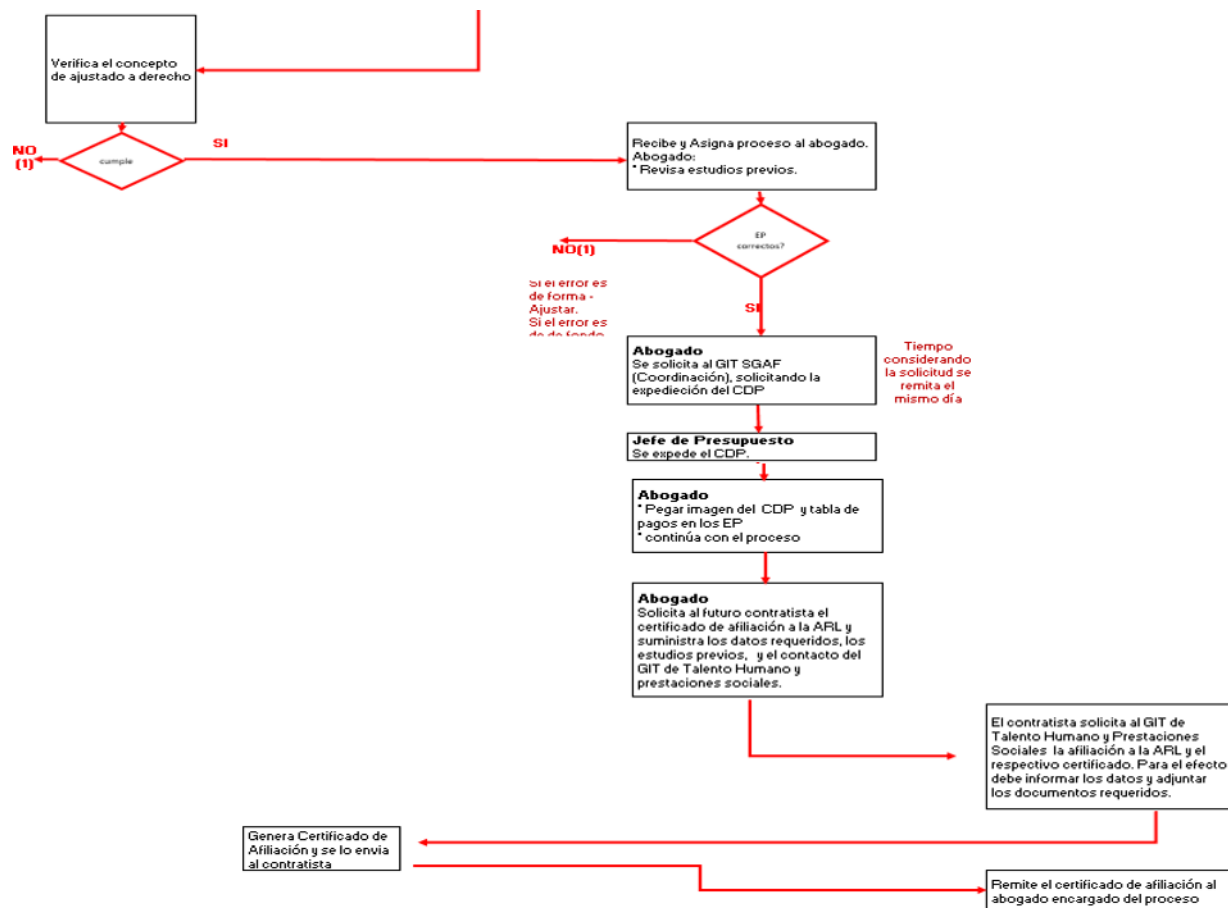 Verifica el concepto
de ajustado a derecho
NO
(1)
cumple
SI
Recibe y Asigna proceso al abogado.
Abogado:
* Revisa estudios previos.
EP
correctos?
NO(1)
Si el error es
de forma -
Ajustar.
Si el error es
de de fondo
SI
Abogado
Se solicita al GIT SGAF
(Coordinación), solicitando la
expedieción del CDP
Tiempo
considerando
la solicitud se
remita el
mismo día
Jefe de Presupuesto
Se expide el CDP.
Abogado
* Pegar imagen del CDP y tabla de
pagos en los EP
* continúa con el proceso
Abogado
Solicita al futuro contratista el
certificado de afiliación a la ARL y
suministra los datos requeridos, los
estudios previos, y el contacto del
GIT de Talento Humano y
prestaciones sociales.
El contratista solicita al GIT de
Talento Humano y Prestaciones
Sociales la afiliación a la ARL y el
respectivo certificado. Para el efecto
debe informar los datos y adjuntar
los documentos requeridos.
Genera Certificado de
Afiliación y se lo envia
al contratista
Remite el certificado de afiliación al
abogado encargado del proceso